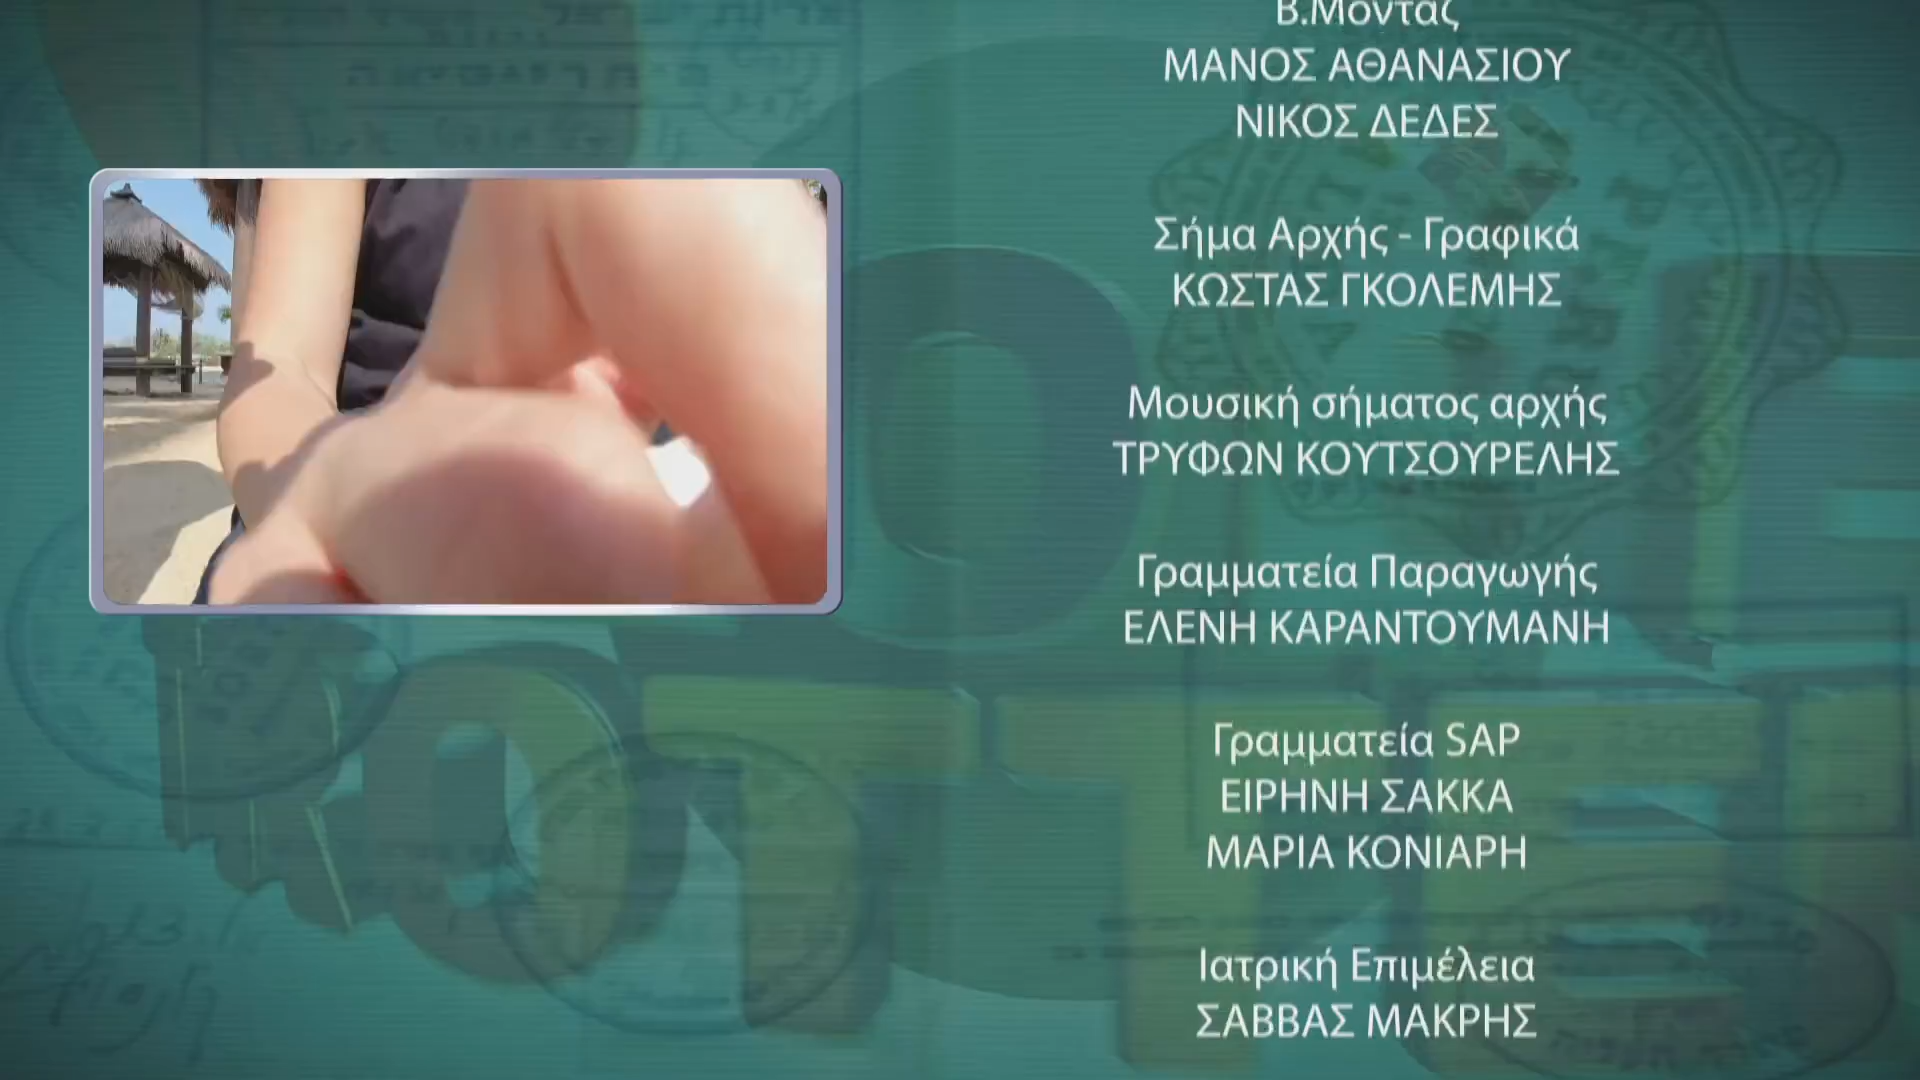 Β.Μοντάζ
ΜΑΝΟΣ ΑΘΑΝΑΣΙΟΥ
ΝΙΚΟΣ ΔΕΔΕΣ
Σήμα Αρχής - Γραφικά
ΚΩΣΤΑΣ ΓΚΟΛΕΜΗΣ
Μουσική σήματος αρχής
ΤΡΥΦΩΝ ΚΟΥΤΣΟΥΡΕΛΗΣ
Γραμματεία Παραγωγής
ΕΛΕΝΗ ΚΑΡΑΝΤΟΥΜΑΝΗ
Γραμματεία SAP
ΕΙΡΗΝΗ ΣΑΚΚΑ
ΜΑΡΙΑ ΚΟΝΙΑΡΗ
Ιατρική Επιμέλεια
ΣΑΒΒΑΣ ΜΑΚΡΗΣ